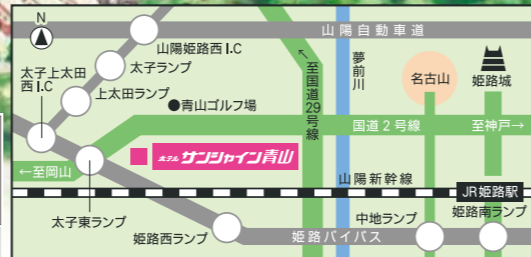 N
山陽自動車道
山陽姫路西I.C
太子上太田
西I.C
太子ランプ
上太田ランプ
●青山ゴルフ場
↖至国道29号線
夢前川
名古山
姫路城
国道2号線
至神戸→
ホテル サンシャイン青山
←至岡山
山陽新幹線
JR姫路駅
太子東ランプ
姫路西ランプ
中地ランプ
姫路南ランプ
姫路バイパス